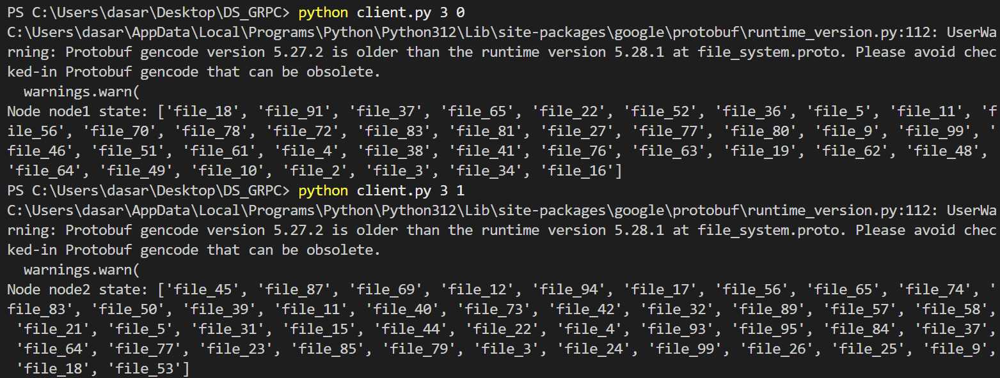 PS C:\Users\dasar\Desktop\DS_GRPC> python client.py 3 0
C:\Users\dasar\AppData\Local\Programs\Python\Python312\Lib\site-packages\google\protobuf\runtime_version.py:112: UserWa
rning: Protobuf gencode version 5.27.2 is older than the runtime version 5.28.1 at file_system.proto. Please avoid chec
ked-in Protobuf gencode that can be obsolete.
  warnings.warn(
Node node1 state: ['file_18', 'file_91', 'file_37', 'file_65', 'file_22', 'file_52', 'file_36', 'file_5', 'file_11', 'f
ile_56', 'file_70', 'file_78', 'file_72', 'file_83', 'file_81', 'file_27', 'file_77', 'file_80', 'file_9', 'file_99', '
file_46', 'file_51', 'file_61', 'file_4', 'file_38', 'file_41', 'file_76', 'file_63', 'file_19', 'file_62', 'file_48',
'file_64', 'file_49', 'file_10', 'file_2', 'file_3', 'file_34', 'file_16']
PS C:\Users\dasar\Desktop\DS_GRPC> python client.py 3 1
C:\Users\dasar\AppData\Local\Programs\Python\Python312\Lib\site-packages\google\protobuf\runtime_version.py:112: UserWa
rning: Protobuf gencode version 5.27.2 is older than the runtime version 5.28.1 at file_system.proto. Please avoid chec
ked-in Protobuf gencode that can be obsolete.
  warnings.warn(
Node node2 state: ['file_45', 'file_87', 'file_69', 'file_12', 'file_94', 'file_17', 'file_56', 'file_65', 'file_74', '
file_83', 'file_50', 'file_39', 'file_11', 'file_40', 'file_73', 'file_42', 'file_32', 'file_89', 'file_57', 'file_58',
 'file_21', 'file_5', 'file_31', 'file_15', 'file_44', 'file_22', 'file_4', 'file_93', 'file_95', 'file_84', 'file_37',
 'file_64', 'file_77', 'file_23', 'file_85', 'file_79', 'file_3', 'file_24', 'file_99', 'file_26', 'file_25', 'file_9',
 'file_18', 'file_53']